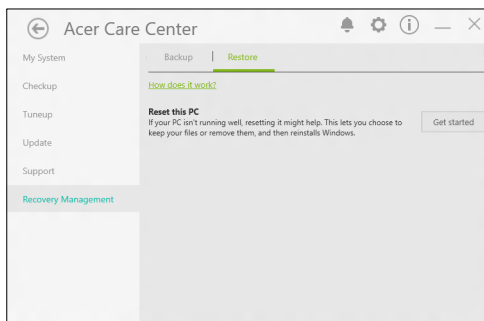 Acer Care Center
My System
Checkup
Tuneup
Update
Support
Recovery Management
Backup
Restore
How does it work?
Reset this PC
If your PC isn't running well, resetting it might help. This lets you choose to
keep your files or remove them, and then reinstalls Windows.
Get started